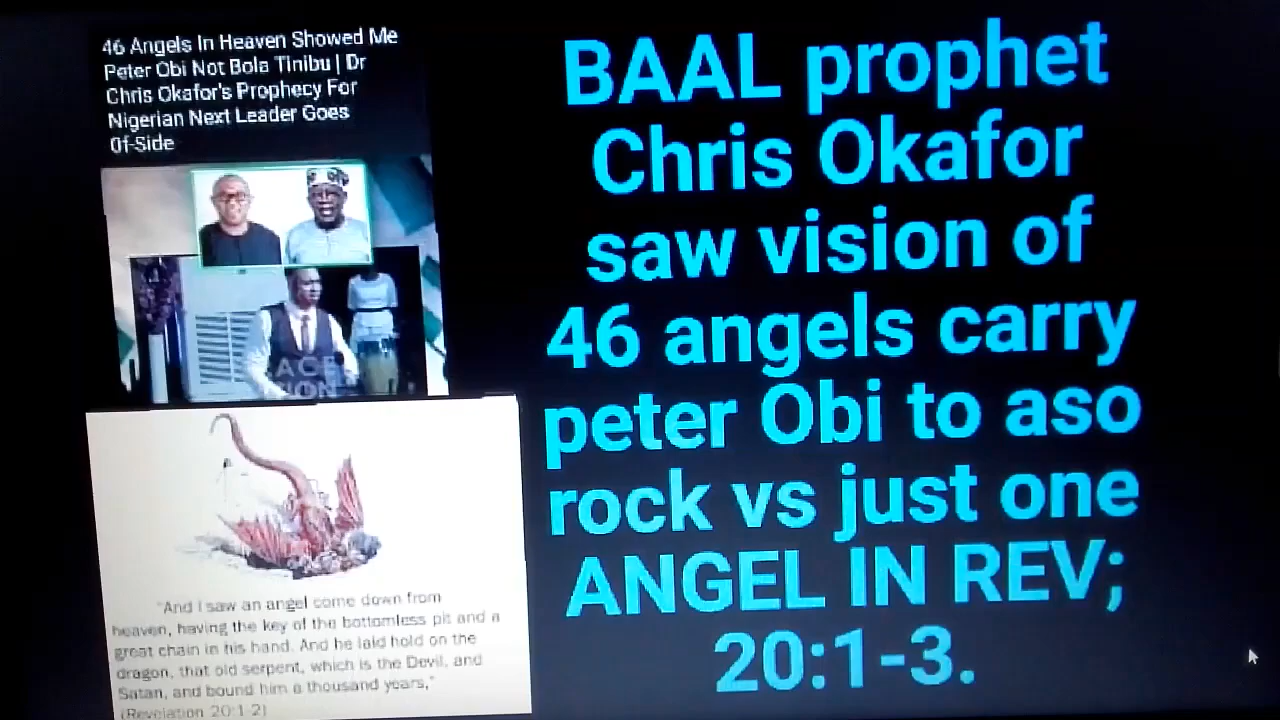 46 Angels In Heaven Showed Me
Peter Obi Not Bola Tinibu | Dr
Chris Okafor's Prophecy For
Nigerian Next Leader Goes
Of-Side
BAAL prophet
Chris Okafor
saw vision of
46 angels carry
peter Obi to aso
rock vs just one
ANGEL IN REV;
20:1-3.
"And I saw an angel come down from
heaven, having the key of the bottomless pit and a
great chain in his hand. And he laid hold on the
dragon, that old serpent, which is the Devil, and
Satan, and bound him a thousand years,"
(Revelation 20:1-2)